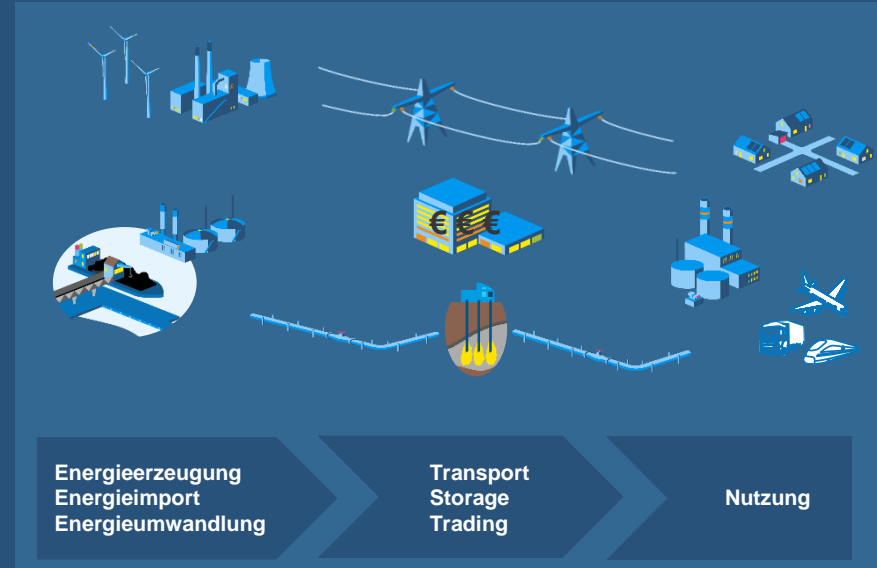 €€€
Energieerzeugung
Energieimport
Energieumwandlung
Transport
Storage
Trading
Nutzung